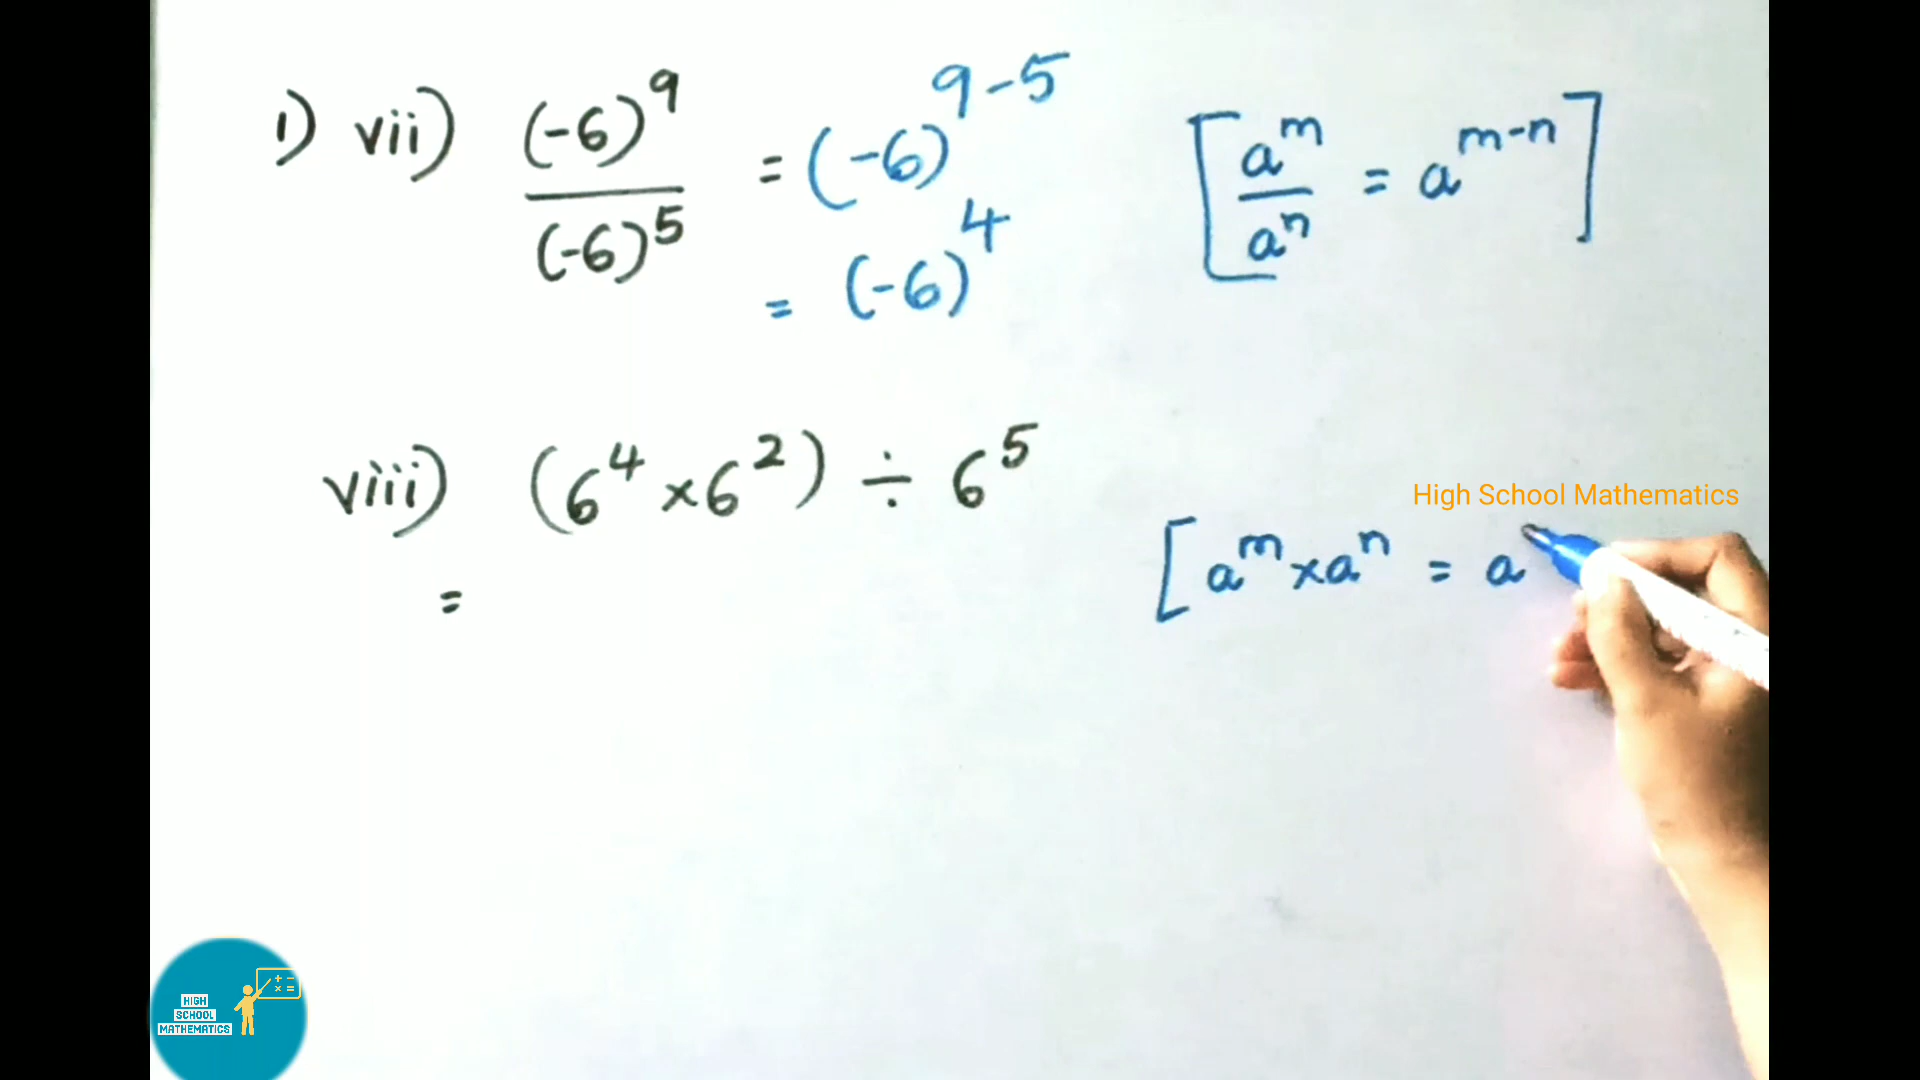 1) vii) (-6)^9 / (-6)^5 = (-6)^{9-5} [a^m / a^n = a^{m-n}]
= (-6)^4
viii) (6^4 × 6^2) ÷ 6^5
High School Mathematics
= [a^m × a^n = a
HIGH
SCHOOL
MATHEMATICS